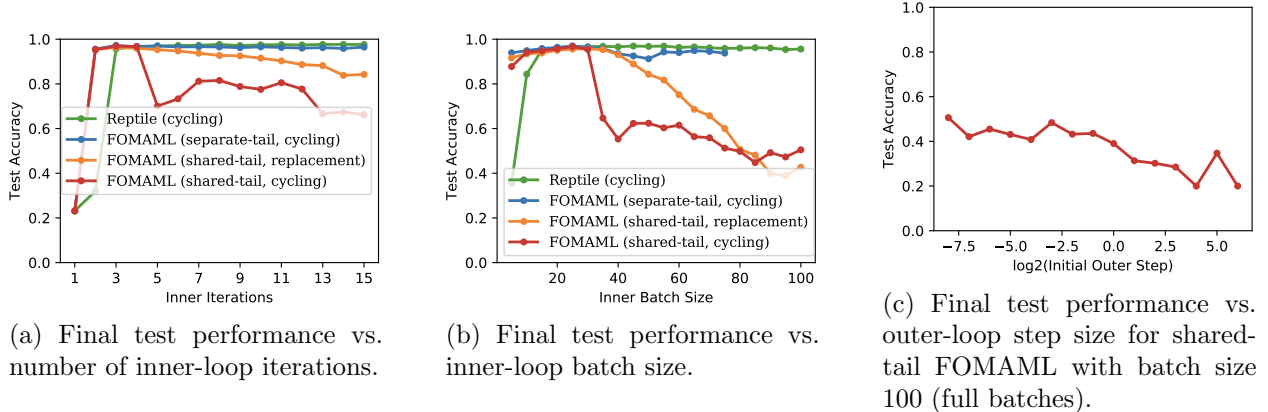 1.0
0.8
0.6
0.4
0.2
0.0
Test Accuracy
1 3 5 7 9 11 13 15
Inner Iterations
Reptile (cycling)
FOMAML (separate-tail, cycling)
FOMAML (shared-tail, replacement)
FOMAML (shared-tail, cycling)
(a) Final test performance vs.
number of inner-loop iterations.
1.0
0.8
0.6
0.4
0.2
0.0
Test Accuracy
20 40 60 80 100
Inner Batch Size
Reptile (cycling)
FOMAML (separate-tail, cycling)
FOMAML (shared-tail, replacement)
FOMAML (shared-tail, cycling)
(b) Final test performance vs.
inner-loop batch size.
1.0
0.8
0.6
0.4
0.2
0.0
Test Accuracy
−7.5 −5.0 −2.5 0.0 2.5 5.0
log2(Initial Outer Step)
(c) Final test performance vs.
outer-loop step size for shared-
tail FOMAML with batch size
100 (full batches).